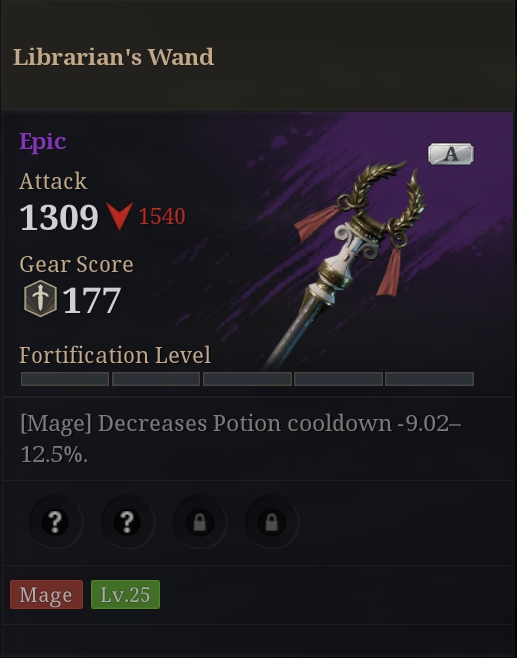 Librarian's Wand
Epic
A
Attack
1309 1540
Gear Score
177
Fortification Level
[Mage] Decreases Potion cooldown -9.02–
12.5%.
? ?
Mage Lv.25